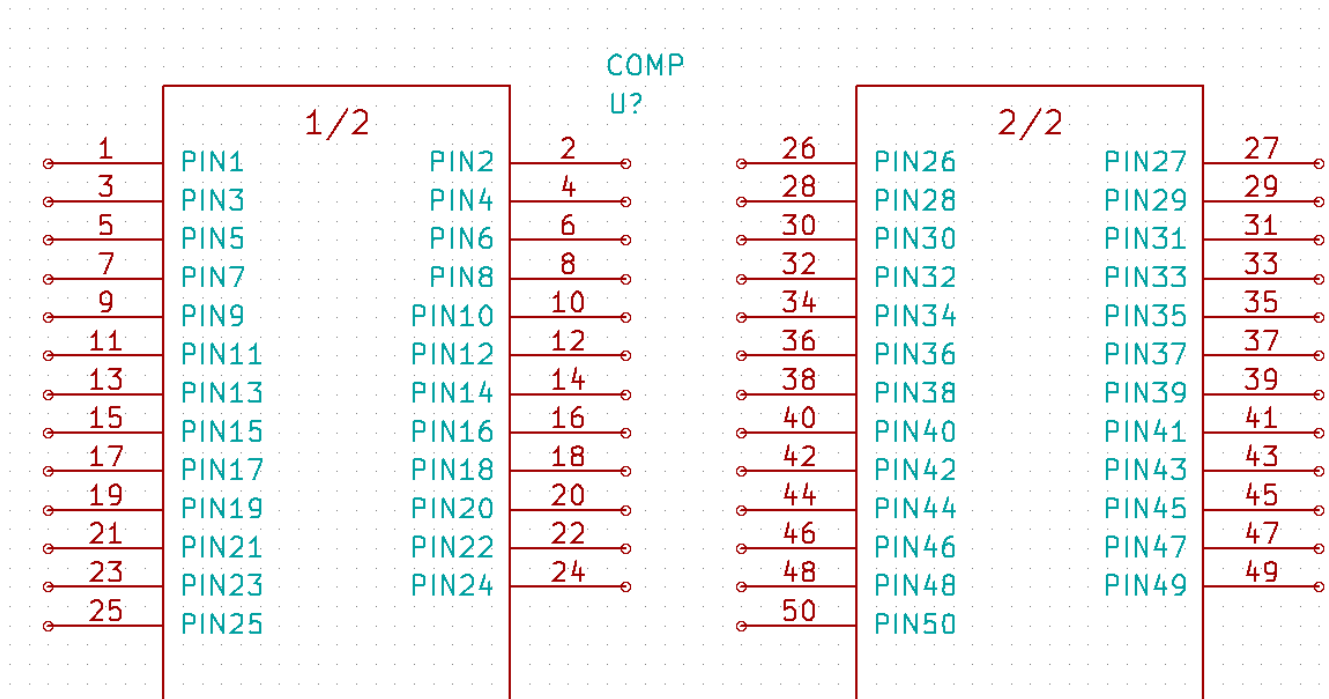 COMP
U?
1/2
1 PIN1 PIN2 2
3 PIN3 PIN4 4
5 PIN5 PIN6 6
7 PIN7 PIN8 8
9 PIN9 PIN10 10
11 PIN11 PIN12 12
13 PIN13 PIN14 14
15 PIN15 PIN16 16
17 PIN17 PIN18 18
19 PIN19 PIN20 20
21 PIN21 PIN22 22
23 PIN23 PIN24 24
25 PIN25
2/2
26 PIN26 PIN27 27
28 PIN28 PIN29 29
30 PIN30 PIN31 31
32 PIN32 PIN33 33
34 PIN34 PIN35 35
36 PIN36 PIN37 37
38 PIN38 PIN39 39
40 PIN40 PIN41 41
42 PIN42 PIN43 43
44 PIN44 PIN45 45
46 PIN46 PIN47 47
48 PIN48 PIN49 49
50 PIN50